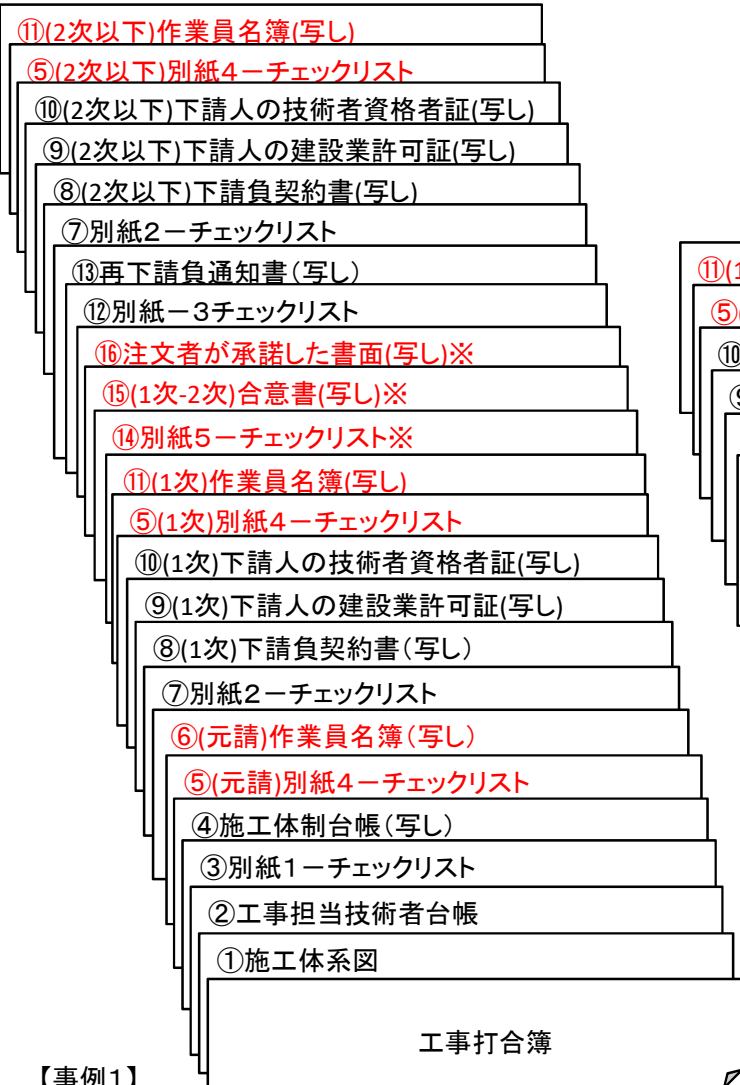 ⑪(2次以下)作業員名簿(写し)
⑤(2次以下)別紙4-チェックリスト
⑩(2次以下)下請人の技術者資格者証(写し)
⑨(2次以下)下請人の建設業許可証(写し)
⑧(2次以下)下請負契約書(写し)
⑦別紙2-チェックリスト
⑬再下請負通知書(写し)
⑫別紙-3チェックリスト
⑯注文者が承諾した書面(写し)※
⑮(1次-2次)合意書(写し)※
⑭別紙5-チェックリスト※
⑪(1次)作業員名簿(写し)
⑤(1次)別紙4-チェックリスト
⑩(1次)下請人の技術者資格者証(写し)
⑨(1次)下請人の建設業許可証(写し)
⑧(1次)下請負契約書(写し)
⑦別紙2-チェックリスト
⑥(元請)作業員名簿(写し)
⑤(元請)別紙4-チェックリスト
④施工体制台帳(写し)
③別紙1-チェックリスト
②工事担当技術者台帳
①施工体系図
工事打合簿
【事例1】
⑪(1
⑤(
⑩